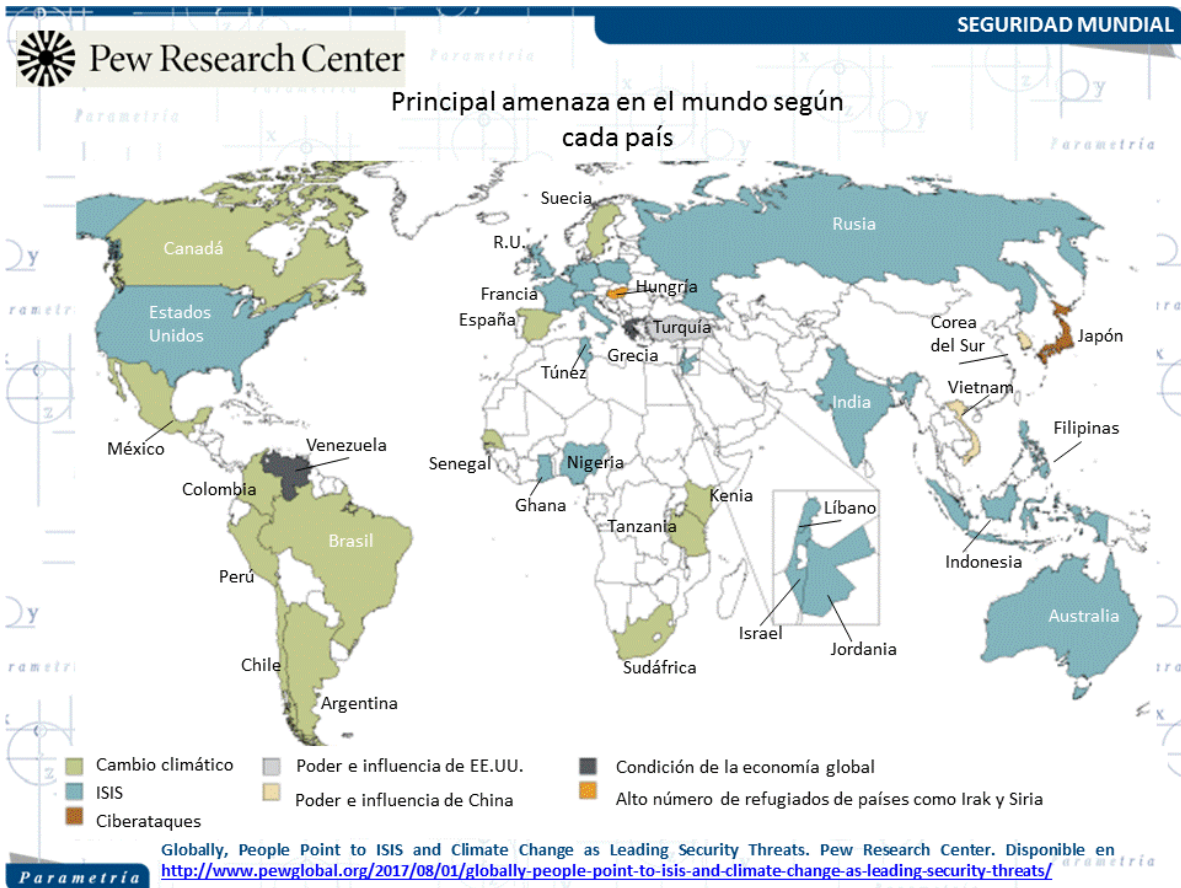 SEGURIDAD MUNDIAL
Pew Research Center
Parametría
Parametría
Parametría
Principal amenaza en el mundo según
cada país
Suecia
Rusia
Canadá
R.U.
Hungría
Francia
Estados
Unidos
España
Turquía
Corea
del Sur
Japón
Grecia
Túnez
Vietnam
India
México
Venezuela
Filipinas
Senegal
Nigeria
Colombia
Ghana
Kenia
Líbano
Tanzania
Brasil
Indonesia
Perú
Australia
Israel
Jordania
Chile
Sudáfrica
Argentina
Cambio climático
Poder e influencia de EE.UU.
Condición de la economía global
ISIS
Poder e influencia de China
Alto número de refugiados de países como Irak y Siria
Ciberataques
Globally, People Point to ISIS and Climate Change as Leading Security Threats. Pew Research Center. Disponible en
http://www.pewglobal.org/2017/08/01/globally-people-point-to-isis-and-climate-change-as-leading-security-threats/
Parametría